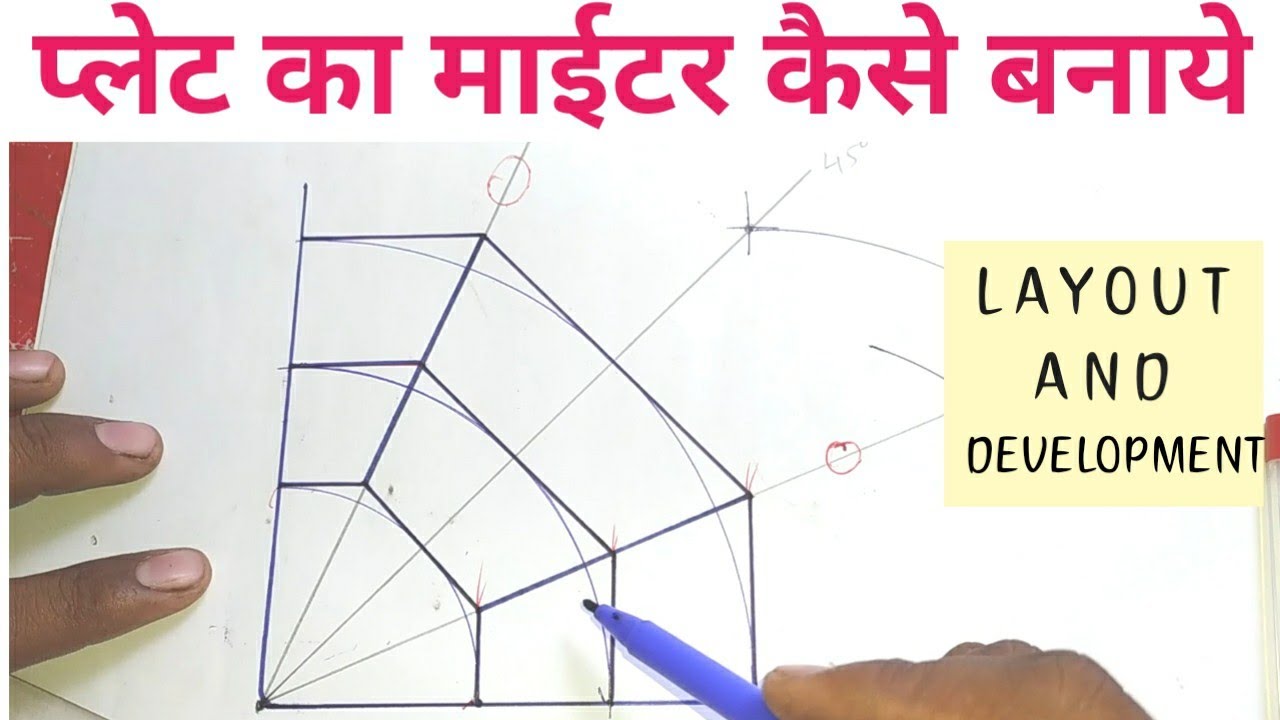 प्लेट का माईटर कैसे बनाये
45°
LAYOUT
AND
DEVELOPMENT